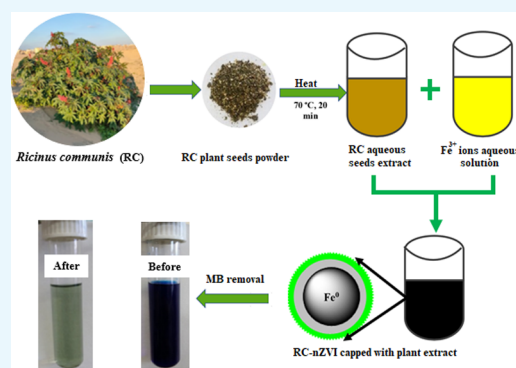 Ricinus communis (RC)
RC plant seeds powder
Heat
70 °C, 20
min
RC aqueous
seeds extract
+
Fe³⁺ ions aqueous
solution
After
Before
MB removal
Fe⁰
RC-nZVI capped with plant extract